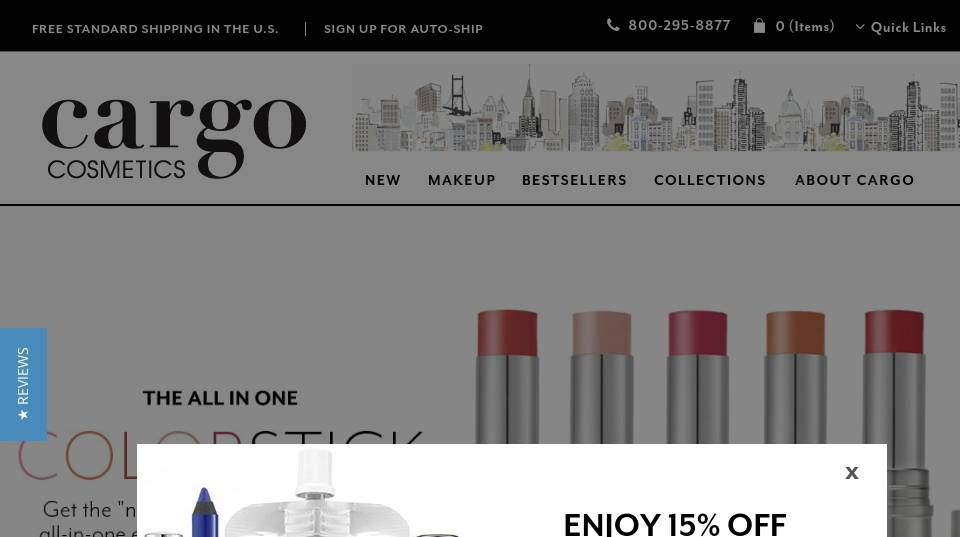 FREE STANDARD SHIPPING IN THE U.S.
SIGN UP FOR AUTO-SHIP
800-295-8877
0 (Items)
Quick Links
cargo
COSMETICS
NEW
MAKEUP
BESTSELLERS
COLLECTIONS
ABOUT CARGO
★ REVIEWS
THE ALL IN ONE
COLORSTICK
Get the "n
all-in-one
X
ENJOY 15% OFF